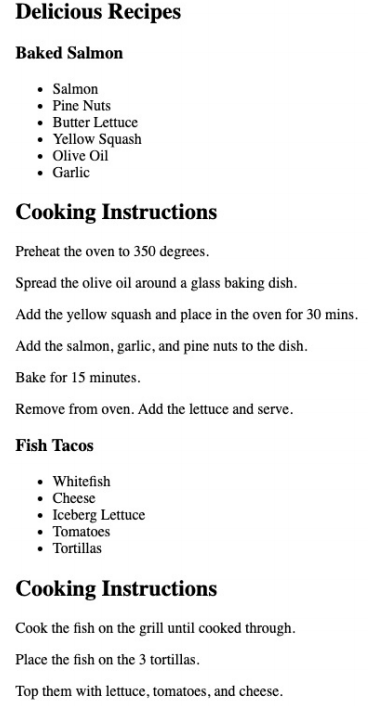 Delicious Recipes
Baked Salmon
• Salmon
• Pine Nuts
• Butter Lettuce
• Yellow Squash
• Olive Oil
• Garlic
Cooking Instructions
Preheat the oven to 350 degrees.
Spread the olive oil around a glass baking dish.
Add the yellow squash and place in the oven for 30 mins.
Add the salmon, garlic, and pine nuts to the dish.
Bake for 15 minutes.
Remove from oven. Add the lettuce and serve.
Fish Tacos
• Whitefish
• Cheese
• Iceberg Lettuce
• Tomatoes
• Tortillas
Cooking Instructions
Cook the fish on the grill until cooked through.
Place the fish on the 3 tortillas.
Top them with lettuce, tomatoes, and cheese.